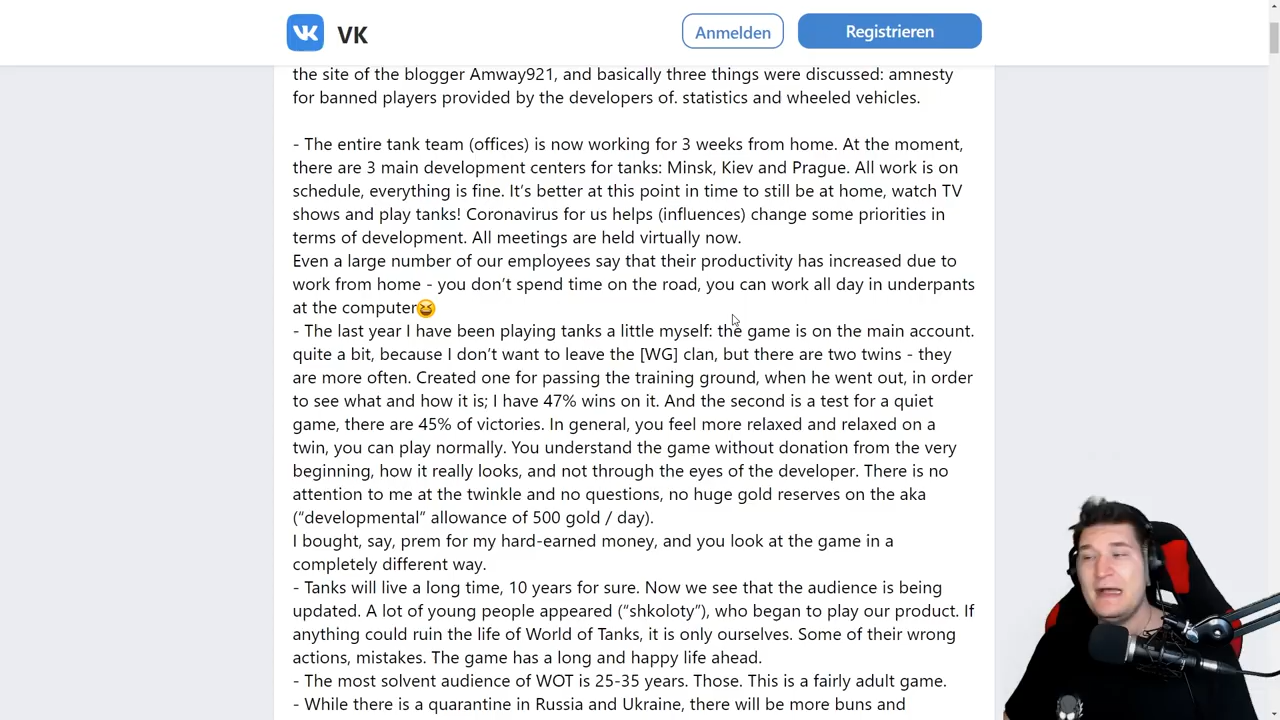 VK
Anmelden
Registrieren
the site of the blogger Amway921, and basically three things were discussed: amnesty
for banned players provided by the developers of. statistics and wheeled vehicles.
- The entire tank team (offices) is now working for 3 weeks from home. At the moment,
there are 3 main development centers for tanks: Minsk, Kiev and Prague. All work is on
schedule, everything is fine. It’s better at this point in time to still be at home, watch TV
shows and play tanks! Coronavirus for us helps (influences) change some priorities in
terms of development. All meetings are held virtually now.
Even a large number of our employees say that their productivity has increased due to
work from home - you don’t spend time on the road, you can work all day in underpants
at the computer😆
- The last year I have been playing tanks a little myself: the game is on the main account.
quite a bit, because I don’t want to leave the [WG] clan, but there are two twins - they
are more often. Created one for passing the training ground, when he went out, in order
to see what and how it is; I have 47% wins on it. And the second is a test for a quiet
game, there are 45% of victories. In general, you feel more relaxed and relaxed on a
twin, you can play normally. You understand the game without donation from the very
beginning, how it really looks, and not through the eyes of the developer. There is no
attention to me at the twinkle and no questions, no huge gold reserves on the aka
(“developmental” allowance of 500 gold / day).
I bought, say, prem for my hard-earned money, and you look at the game in a
completely different way.
- Tanks will live a long time, 10 years for sure. Now we see that the audience is being
updated. A lot of young people appeared (“shkoloty”), who began to play our product. If
anything could ruin the life of World of Tanks, it is only ourselves. Some of their wrong
actions, mistakes. The game has a long and happy life ahead.
- The most solvent audience of WOT is 25-35 years. Those. This is a fairly adult game.
- While there is a quarantine in Russia and Ukraine, there will be more buns and